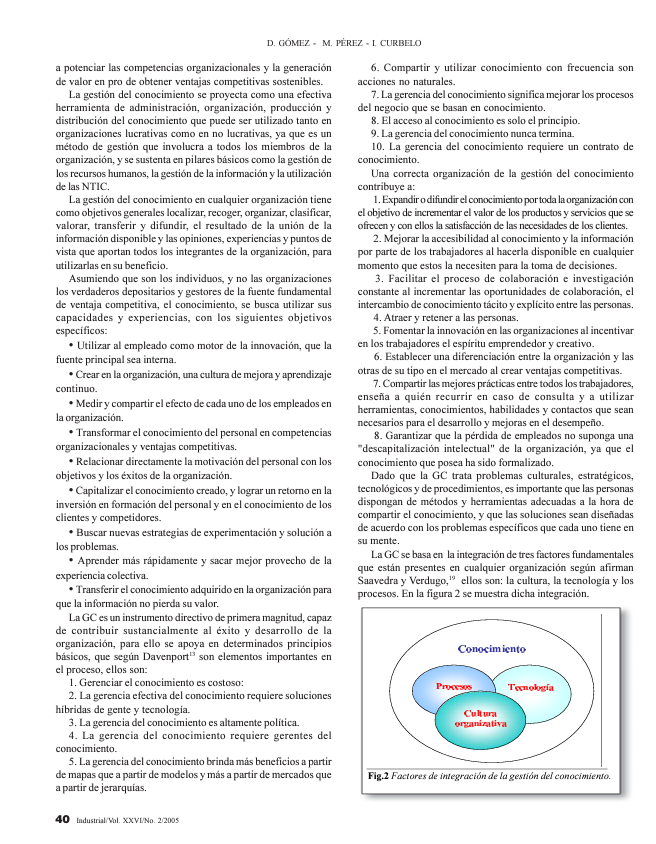 D. GÓMEZ - M. PÉREZ - I. CURBELO
a potenciar las competencias organizacionales y la generación
de valor en pro de obtener ventajas competitivas sostenibles.
La gestión del conocimiento se proyecta como una efectiva
herramienta de administración, organización, producción y
distribución del conocimiento que puede ser utilizado tanto en
organizaciones lucrativas como en no lucrativas, ya que es un
método de gestión que involucra a todos los miembros de la
organización, y se sustenta en pilares básicos como la gestión de
los recursos humanos, la gestión de la información y la utilización
de las NTIC.
La gestión del conocimiento en cualquier organización tiene
como objetivos generales localizar, recoger, organizar, clasificar,
valorar, transferir y difundir, el resultado de la unión de la
información disponible y las opiniones, experiencias y puntos de
vista que aportan todos los integrantes de la organización, para
utilizarlas en su beneficio.
Asumiendo que son los individuos, y no las organizaciones
los verdaderos depositarios y gestores de la fuente fundamental
de ventaja competitiva, el conocimiento, se busca utilizar sus
capacidades y experiencias, con los siguientes objetivos
específicos:
• Utilizar al empleado como motor de la innovación, que la
fuente principal sea interna.
• Crear en la organización, una cultura de mejora y aprendizaje
continuo.
• Medir y compartir el efecto de cada uno de los empleados en
la organización.
• Transformar el conocimiento del personal en competencias
organizacionales y ventajas competitivas.
• Relacionar directamente la motivación del personal con los
objetivos y los éxitos de la organización.
• Capitalizar el conocimiento creado, y lograr un retorno en la
inversión en formación del personal y en el conocimiento de los
clientes y competidores.
• Buscar nuevas estrategias de experimentación y solución a
los problemas.
• Aprender más rápidamente y sacar mejor provecho de la
experiencia colectiva.
• Transferir el conocimiento adquirido en la organización para
que la información no pierda su valor.
La GC es un instrumento directivo de primera magnitud, capaz
de contribuir sustancialmente al éxito y desarrollo de la
organización, para ello se apoya en determinados principios
básicos, que según Davenport¹³ son elementos importantes en
el proceso, ellos son:
1. Gerenciar el conocimiento es costoso:
2. La gerencia efectiva del conocimiento requiere soluciones
híbridas de gente y tecnología.
3. La gerencia del conocimiento es altamente política.
4. La gerencia del conocimiento requiere gerentes del
conocimiento.
5. La gerencia del conocimiento brinda más beneficios a partir
de mapas que a partir de modelos y más a partir de mercados que
a partir de jerarquías.
6. Compartir y utilizar conocimiento con frecuencia son
acciones no naturales.
7. La gerencia del conocimiento significa mejorar los procesos
del negocio que se basan en conocimiento.
8. El acceso al conocimiento es solo el principio.
9. La gerencia del conocimiento nunca termina.
10. La gerencia del conocimiento requiere un contrato de
conocimiento.
Una correcta organización de la gestión del conocimiento
contribuye a:
1. Expandir o difundir el conocimiento por toda la organización con
el objetivo de incrementar el valor de los productos y servicios que se
ofrecen y con ellos la satisfacción de las necesidades de los clientes.
2. Mejorar la accesibilidad al conocimiento y la información
por parte de los trabajadores al hacerla disponible en cualquier
momento que estos la necesiten para la toma de decisiones.
3. Facilitar el proceso de colaboración e investigación
constante al incrementar las oportunidades de colaboración, el
intercambio de conocimiento tácito y explícito entre las personas.
4. Atraer y retener a las personas.
5. Fomentar la innovación en las organizaciones al incentivar
en los trabajadores el espíritu emprendedor y creativo.
6. Establecer una diferenciación entre la organización y las
otras de su tipo en el mercado al crear ventajas competitivas.
7. Compartir las mejores prácticas entre todos los trabajadores,
enseña a quién recurrir en caso de consulta y a utilizar
herramientas, conocimientos, habilidades y contactos que sean
necesarios para el desarrollo y mejoras en el desempeño.
8. Garantizar que la pérdida de empleados no suponga una
"descapitalización intelectual" de la organización, ya que el
conocimiento que posea ha sido formalizado.
Dado que la GC trata problemas culturales, estratégicos,
tecnológicos y de procedimientos, es importante que las personas
dispongan de métodos y herramientas adecuadas a la hora de
compartir el conocimiento, y que las soluciones sean diseñadas
de acuerdo con los problemas específicos que cada uno tiene en
su mente.
La GC se basa en la integración de tres factores fundamentales
que están presentes en cualquier organización según afirman
Saavedra y Verdugo,¹⁹ ellos son: la cultura, la tecnología y los
procesos. En la figura 2 se muestra dicha integración.
Conocimiento
Procesos
Tecnología
Cultura
organizativa
Fig.2 Factores de integración de la gestión del conocimiento.
40 Industrial/Vol. XXVI/No. 2/2005